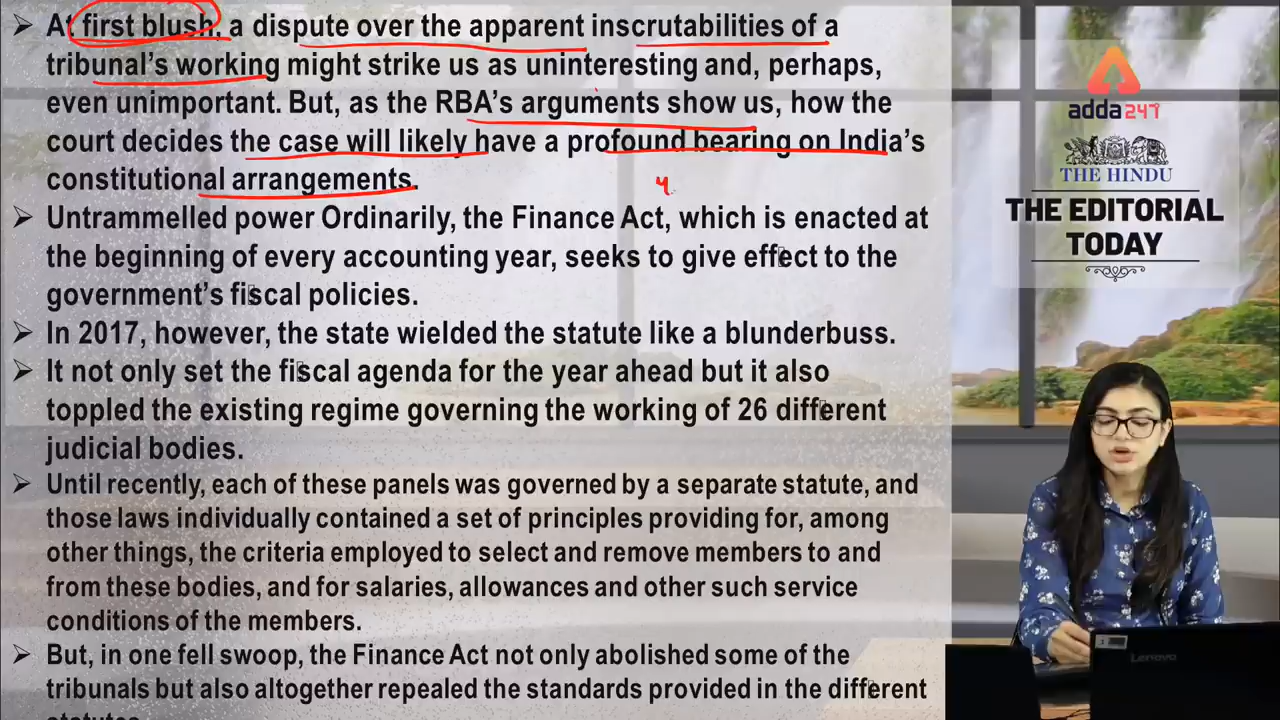 At first blush, a dispute over the apparent inscrutabilities of a
tribunal's working might strike us as uninteresting and, perhaps,
even unimportant. But, as the RBA's arguments show us, how the
court decides the case will likely have a profound bearing on India's
constitutional arrangements.
Untrammelled power Ordinarily, the Finance Act, which is enacted at
the beginning of every accounting year, seeks to give effect to the
government's fiscal policies.
In 2017, however, the state wielded the statute like a blunderbuss.
It not only set the fiscal agenda for the year ahead but it also
toppled the existing regime governing the working of 26 different
judicial bodies.
Until recently, each of these panels was governed by a separate statute, and
those laws individually contained a set of principles providing for, among
other things, the criteria employed to select and remove members to and
from these bodies, and for salaries, allowances and other such service
conditions of the members.
But, in one fell swoop, the Finance Act not only abolished some of the
tribunals but also altogether repealed the standards provided in the different
statutes.
adda247
THE HINDU
THE EDITORIAL
TODAY
Lenovo